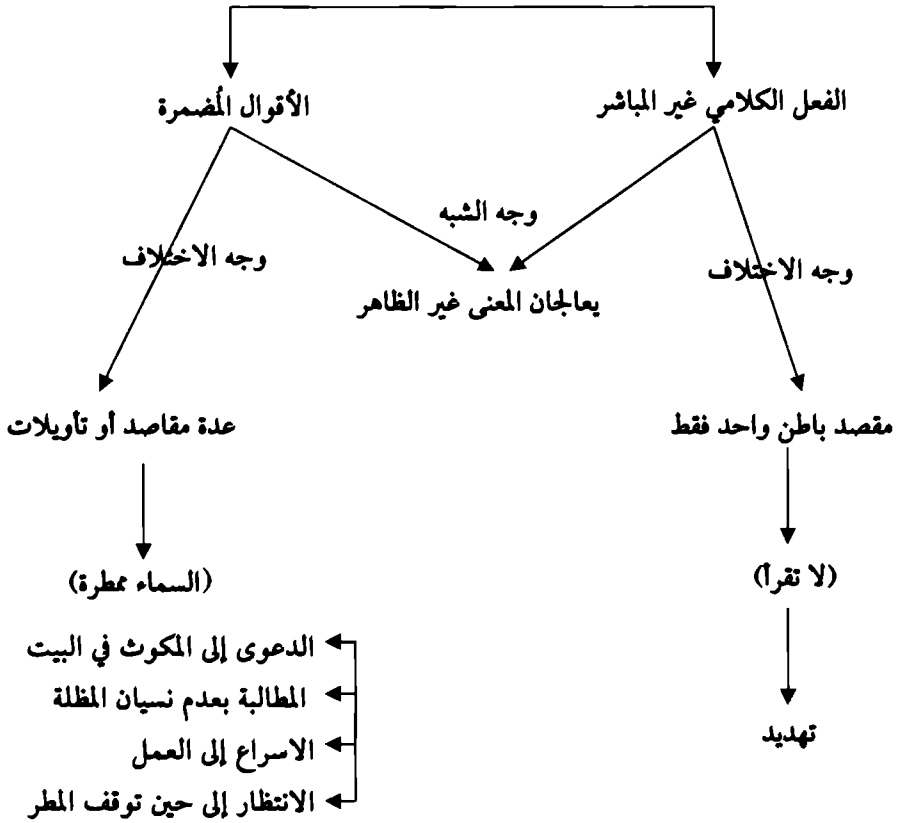 الفعل الكلامي غير المباشر
الأقوال المُضمرة
وجه الشبه
وجه الاختلاف
وجه الاختلاف
يعالجان المعنى غير الظاهر
مقصد باطن واحد فقط
عدة مقاصد أو تأويلات
(لا تقرأ)
(السماء ممطرة)
تهديد
الدعوى إلى المكوث في البيت
المطالبة بعدم نسيان المظلة
الاسراع إلى العمل
الانتظار إلى حين توقف المطر